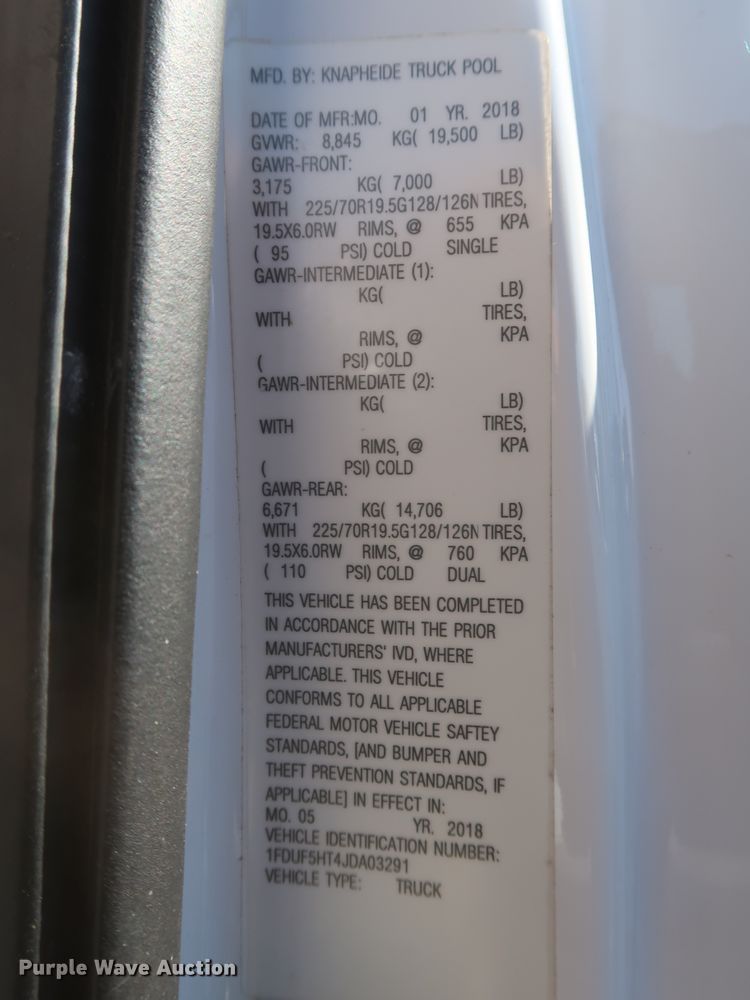 MFD. BY: KNAPHEIDE TRUCK POOL
DATE OF MFR:MO. 01 YR. 2018
GVWR: 8,845 KG( 19,500 LB)
GAWR-FRONT:
3,175 KG( 7,000 LB)
WITH 225/70R19.5G128/126N TIRES,
19.5X6.0RW RIMS, @ 655 KPA
( 95 PSI) COLD SINGLE
GAWR-INTERMEDIATE (1):
KG( LB)
WITH TIRES,
RIMS, @ KPA
( PSI) COLD
GAWR-INTERMEDIATE (2):
KG( LB)
WITH TIRES,
RIMS, @ KPA
( PSI) COLD
GAWR-REAR:
6,671 KG( 14,706 LB)
WITH 225/70R19.5G128/126N TIRES,
19.5X6.0RW RIMS, @ 760 KPA
( 110 PSI) COLD DUAL
THIS VEHICLE HAS BEEN COMPLETED
IN ACCORDANCE WITH THE PRIOR
MANUFACTURERS' IVD, WHERE
APPLICABLE. THIS VEHICLE
CONFORMS TO ALL APPLICABLE
FEDERAL MOTOR VEHICLE SAFTEY
STANDARDS, [AND BUMPER AND
THEFT PREVENTION STANDARDS, IF
APPLICABLE] IN EFFECT IN:
MO. 05 YR. 2018
VEHICLE IDENTIFICATION NUMBER:
1FDUF5HT4JDA03291
VEHICLE TYPE: TRUCK
Purple Wave Auction